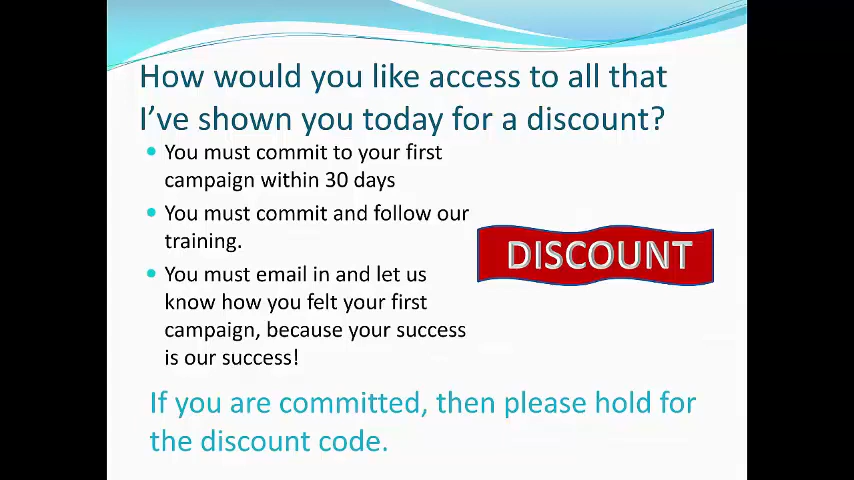 How would you like access to all that
I've shown you today for a discount?
• You must commit to your first
campaign within 30 days
• You must commit and follow our
training.
• You must email in and let us
know how you felt your first
campaign, because your success
is our success!
DISCOUNT
If you are committed, then please hold for
the discount code.